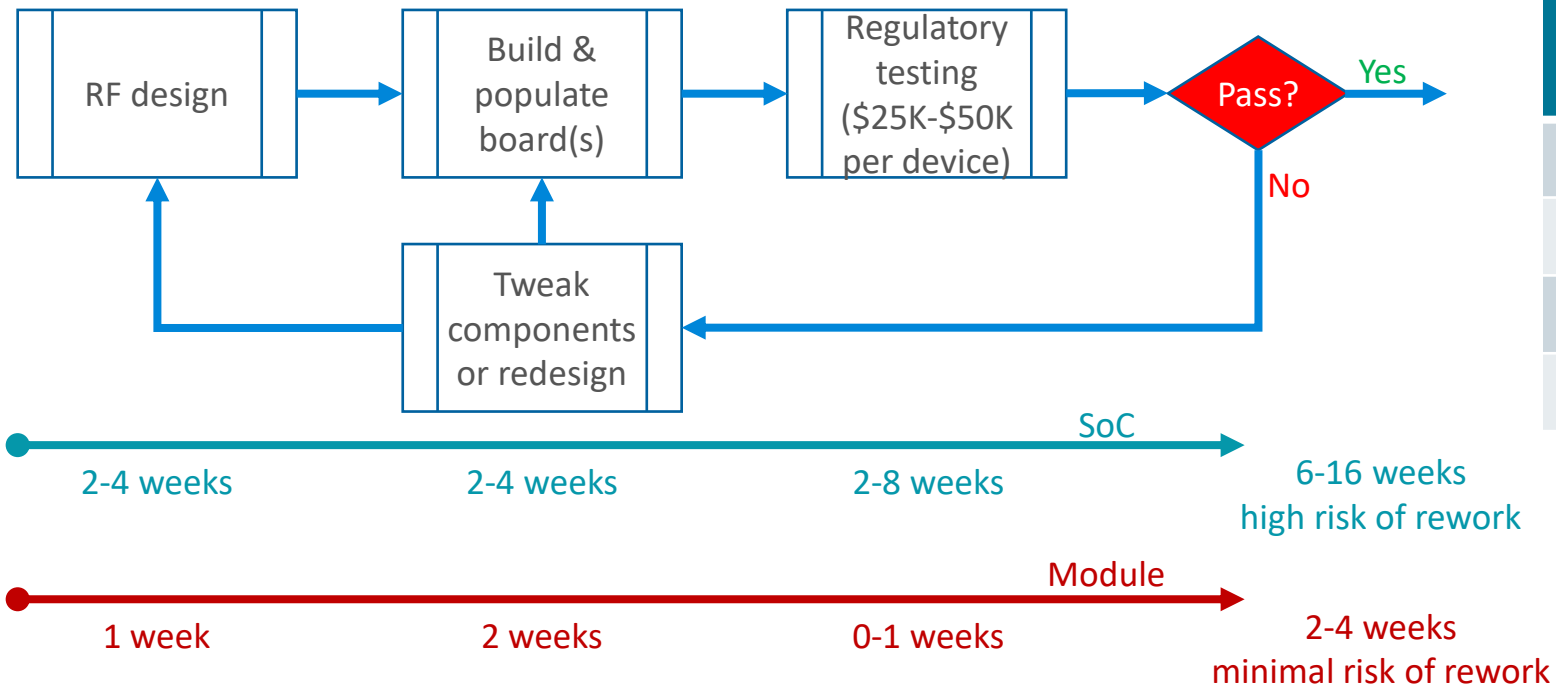 RF design
Build &
populate
board(s)
Regulatory
testing
($25K-$50K
per device)
Pass?
Yes
No
Tweak
components
or redesign
SoC
2-4 weeks
2-4 weeks
2-8 weeks
6-16 weeks
high risk of rework
Module
1 week
2 weeks
0-1 weeks
2-4 weeks
minimal risk of rework